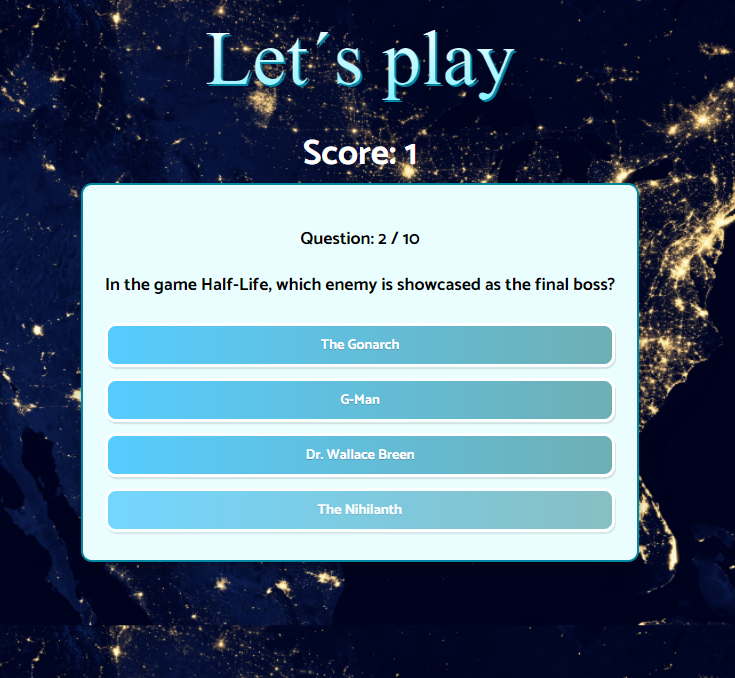 Let´s play
Score: 1
Question: 2 / 10
In the game Half-Life, which enemy is showcased as the final boss?
The Gonarch
G-Man
Dr. Wallace Breen
The Nihilanth